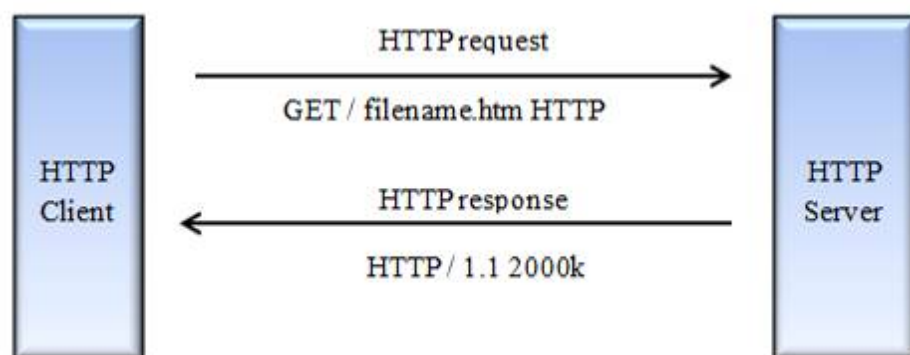 HTTP request
GET / filename.htm HTTP
HTTP
Client
HTTP response
HTTP / 1.1 2000k
HTTP
Server